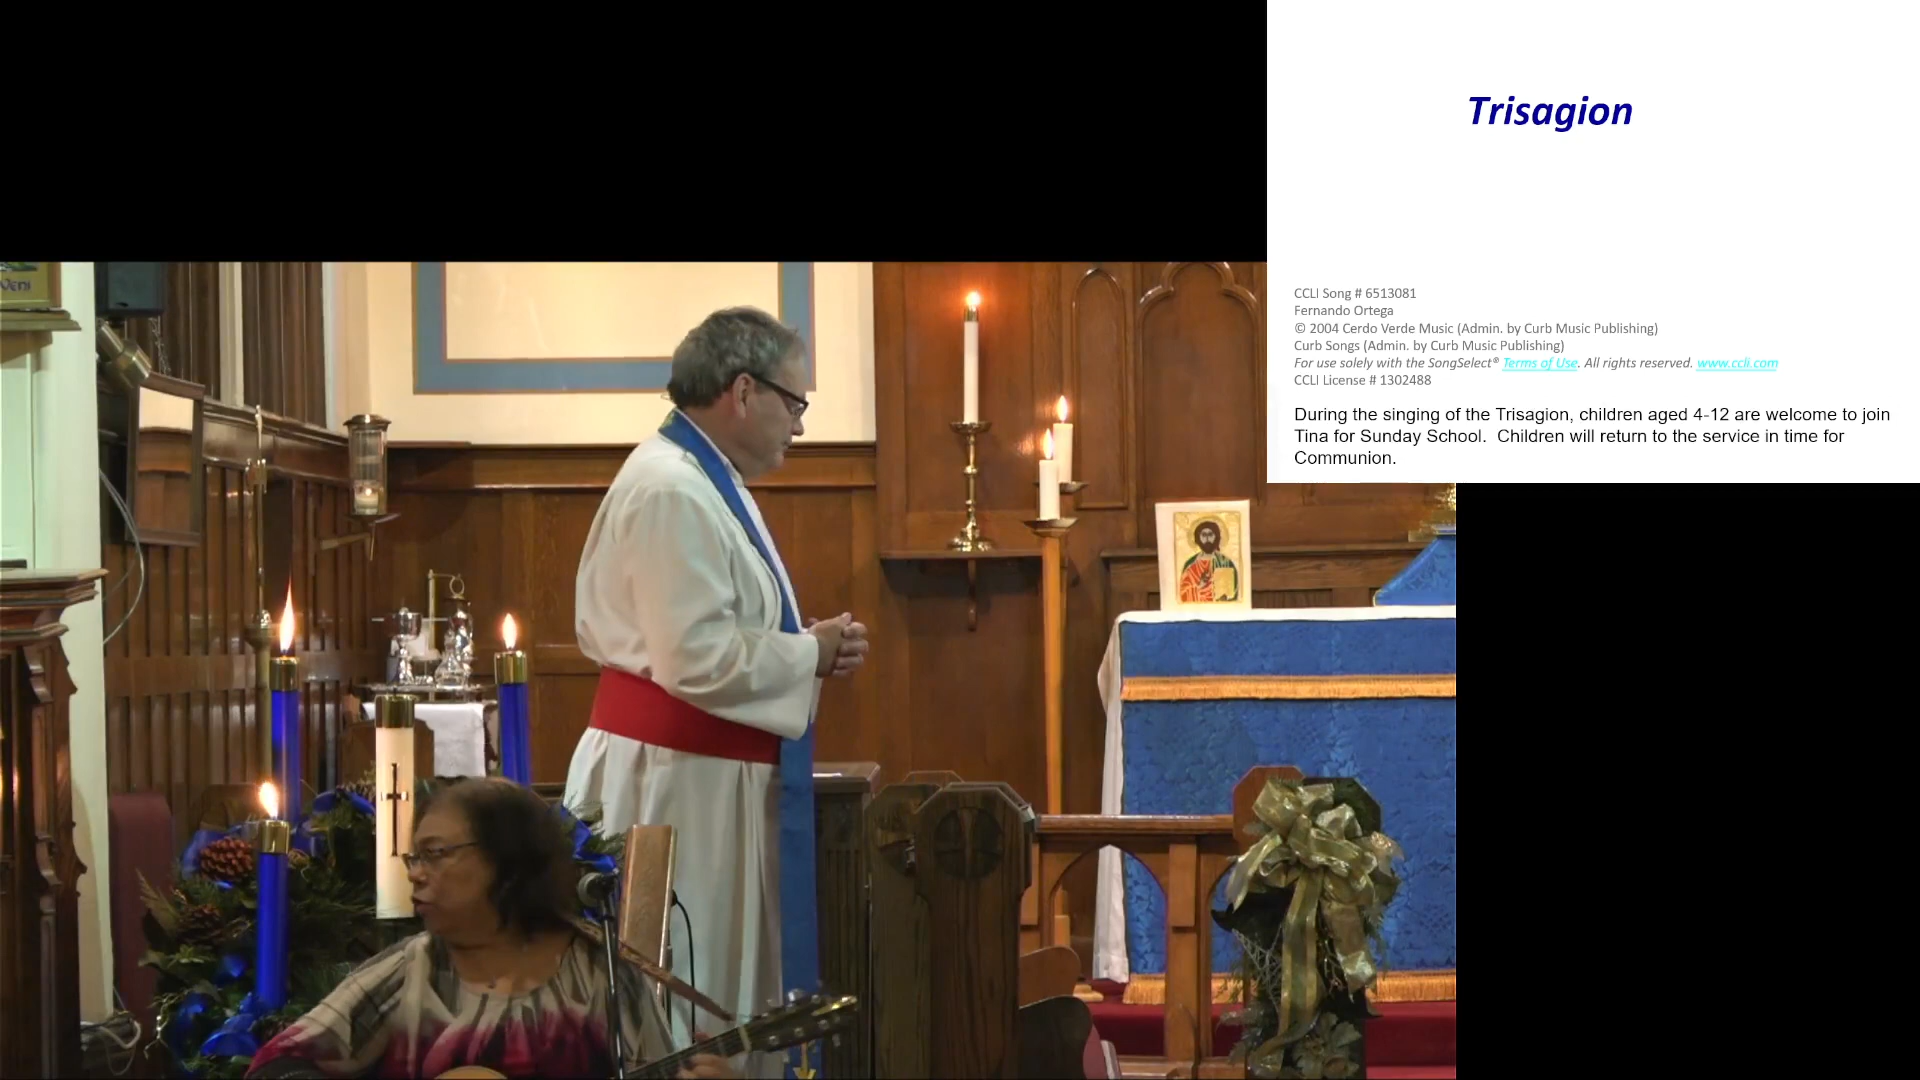 Trisagion
CCLI Song # 6513081
Fernando Ortega
© 2004 Cerdo Verde Music (Admin. by Curb Music Publishing)
Curb Songs (Admin. by Curb Music Publishing)
For use solely with the SongSelect® Terms of Use. All rights reserved. www.ccli.com
CCLI License # 1302488
During the singing of the Trisagion, children aged 4-12 are welcome to join
Tina for Sunday School.  Children will return to the service in time for
Communion.
VENI